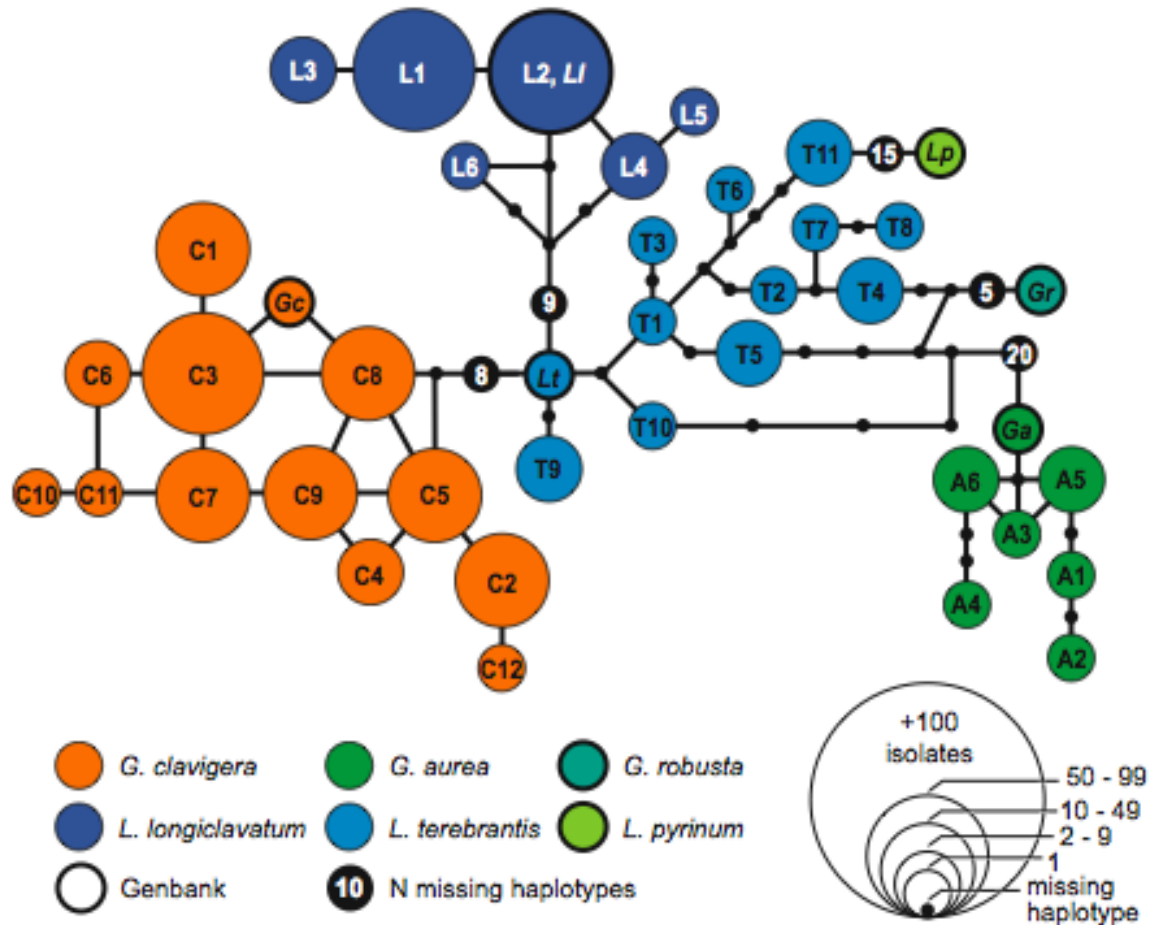 L3
L1
L2, Ll
L5
L6
L4
T11
15
Lp
T6
T3
T7
T8
C1
Gc
9
T2
T4
5
Gr
T1
T5
20
C6
C3
C8
8
Lt
T10
Ga
T9
C10
C11
C7
C9
C5
A6
A5
A3
C4
C2
A1
A4
C12
A2
+100
isolates
50 - 99
10 - 49
2 - 9
1
missing
haplotype
G. clavigera
G. aurea
G. robusta
L. longiclavatum
L. terebrantis
L. pyrinum
Genbank
10 N missing haplotypes